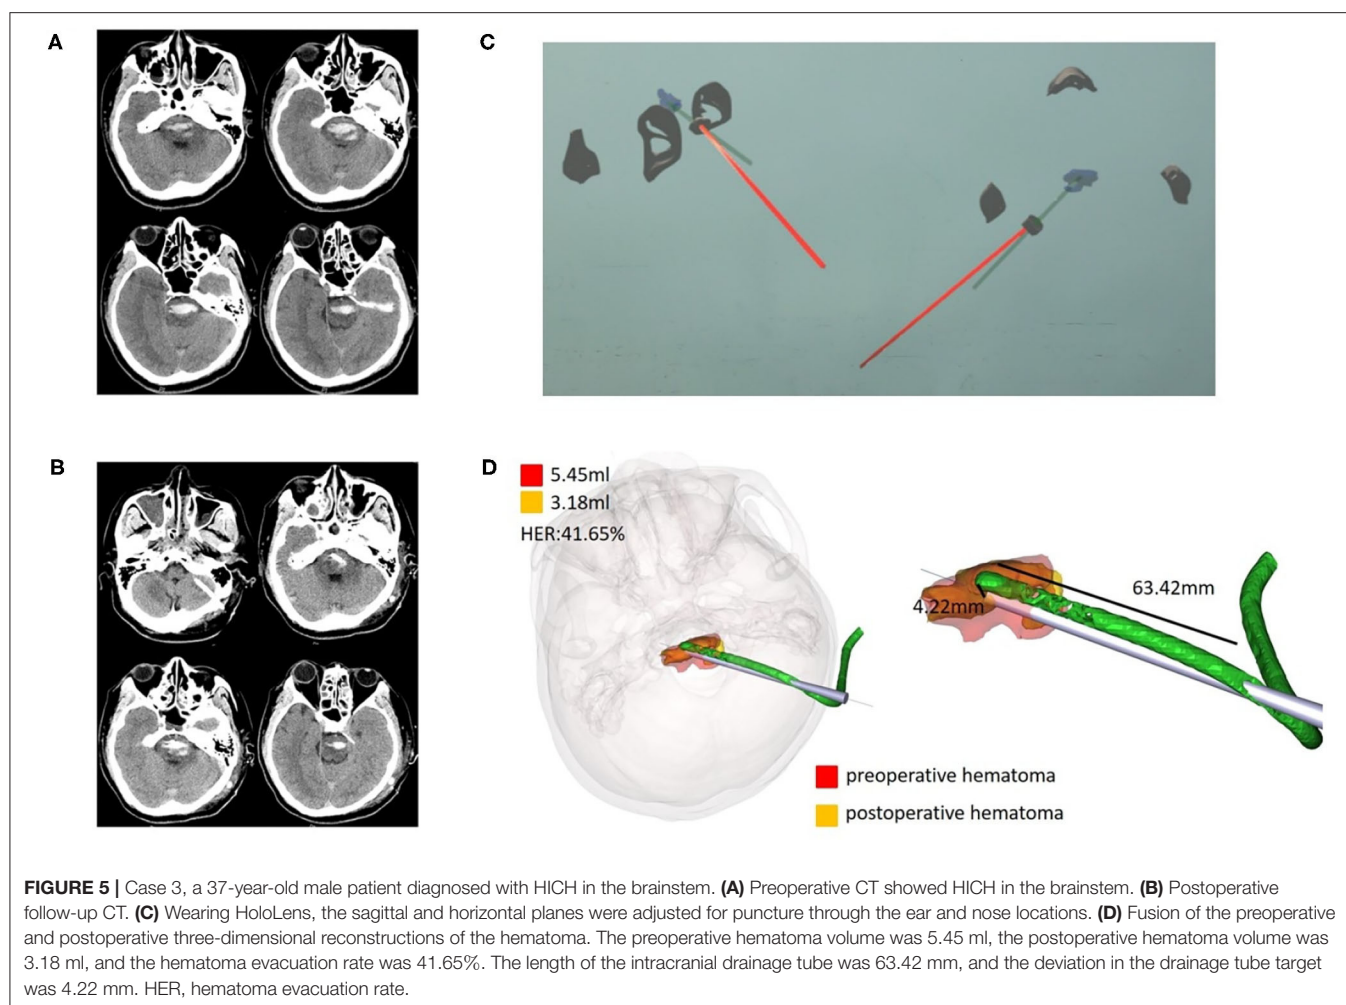 A
C
B
D
5.45ml
3.18ml
HER:41.65%
63.42mm
4.22mm
preoperative hematoma
postoperative hematoma
FIGURE 5 | Case 3, a 37-year-old male patient diagnosed with HICH in the brainstem. (A) Preoperative CT showed HICH in the brainstem. (B) Postoperative
follow-up CT. (C) Wearing HoloLens, the sagittal and horizontal planes were adjusted for puncture through the ear and nose locations. (D) Fusion of the preoperative
and postoperative three-dimensional reconstructions of the hematoma. The preoperative hematoma volume was 5.45 ml, the postoperative hematoma volume was
3.18 ml, and the hematoma evacuation rate was 41.65%. The length of the intracranial drainage tube was 63.42 mm, and the deviation in the drainage tube target
was 4.22 mm. HER, hematoma evacuation rate.